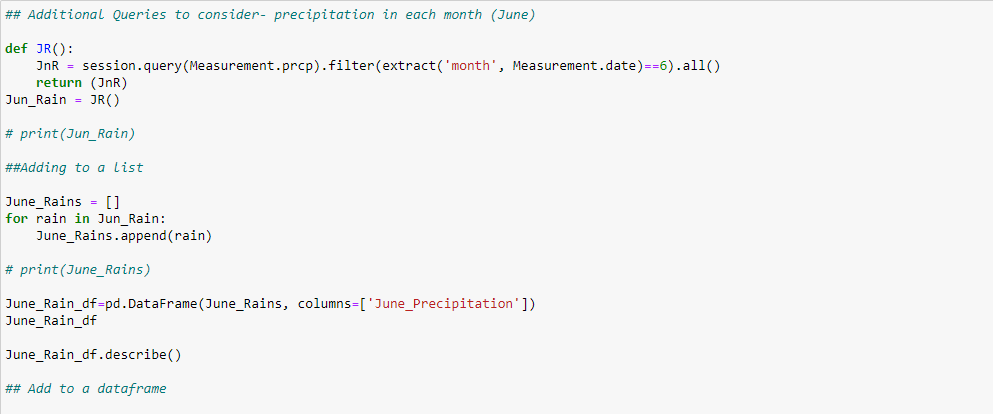 ## Additional Queries to consider- precipitation in each month (June)
def JR():
    JnR = session.query(Measurement.prcp).filter(extract('month', Measurement.date)==6).all()
    return (JnR)
Jun_Rain = JR()
# print(Jun_Rain)
##Adding to a list
June_Rains = []
for rain in Jun_Rain:
    June_Rains.append(rain)
# print(June_Rains)
June_Rain_df=pd.DataFrame(June_Rains, columns=['June_Precipitation'])
June_Rain_df
June_Rain_df.describe()
## Add to a dataframe